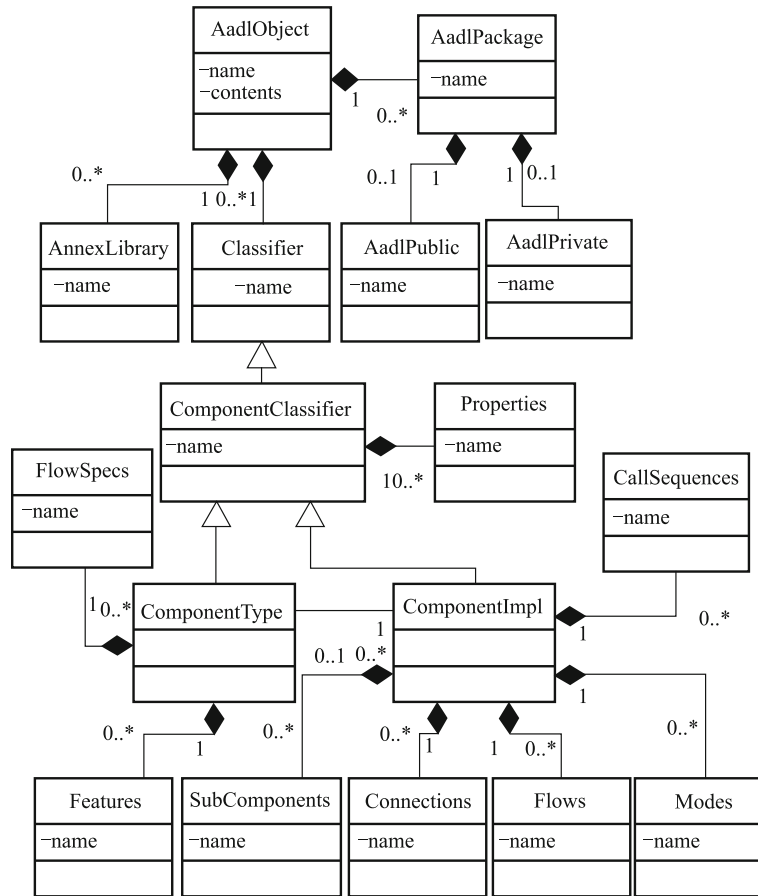 AadlObject
−name
−contents
AadlPackage
−name
1
0..*
0..*
1
0..*
1
0..1
1
1
0..1
AnnexLibrary
−name
Classifier
−name
AadlPublic
−name
AadlPrivate
−name
ComponentClassifier
−name
Properties
−name
10..*
FlowSpecs
−name
CallSequences
−name
1
0..*
ComponentType
ComponentImpl
1
0..*
1
0..1
0..*
1
0..*
1
0..*
0..*
1
1
0..*
0..*
Features
−name
SubComponents
−name
Connections
−name
Flows
−name
Modes
−name